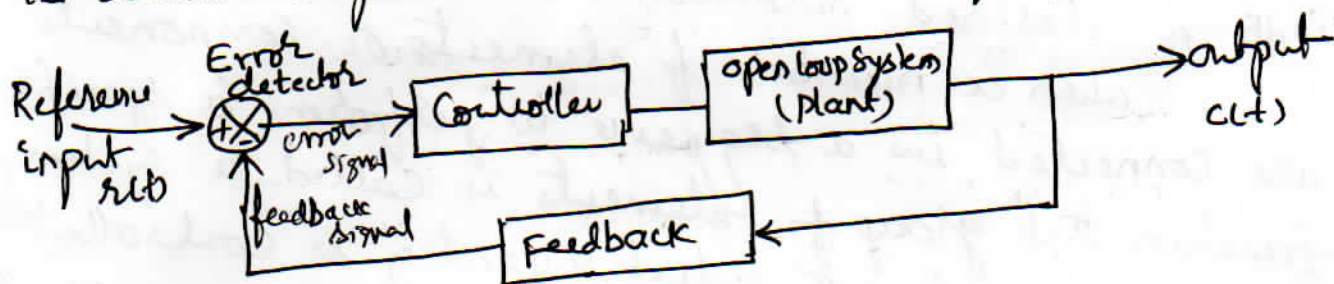 Error
detector
Reference
input
r(t)
+
-
error
signal
Controller
open loop system
(plant)
output
c(t)
feedback
signal
Feedback